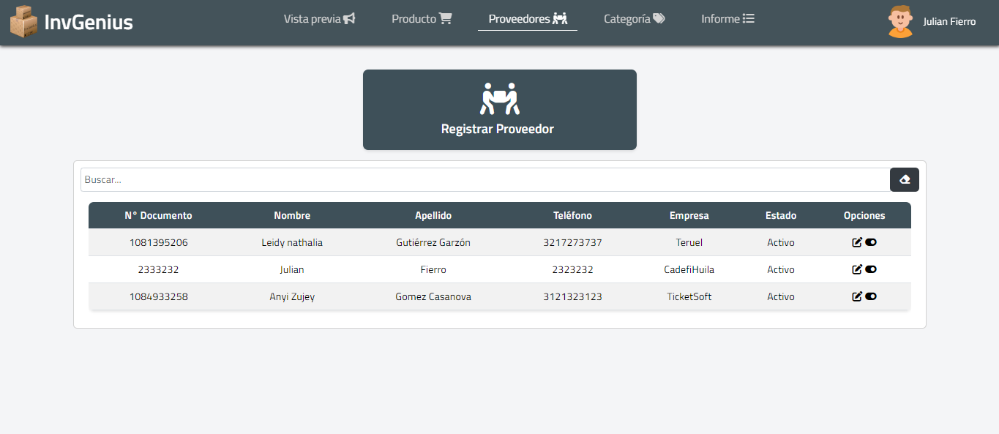 InvGenius
Vista previa Producto Proveedores Categoría Informe
Julian Fierro
Registrar Proveedor
Buscar...
N° Documento Nombre Apellido Teléfono Empresa Estado Opciones
1081395206 Leidy nathalia Gutiérrez Garzón 3217273737 Teruel Activo
2333232 Julian Fierro 2323232 CadefiHuila Activo
1084933258 Anyi Zujey Gomez Casanova 3121323123 TicketSoft Activo